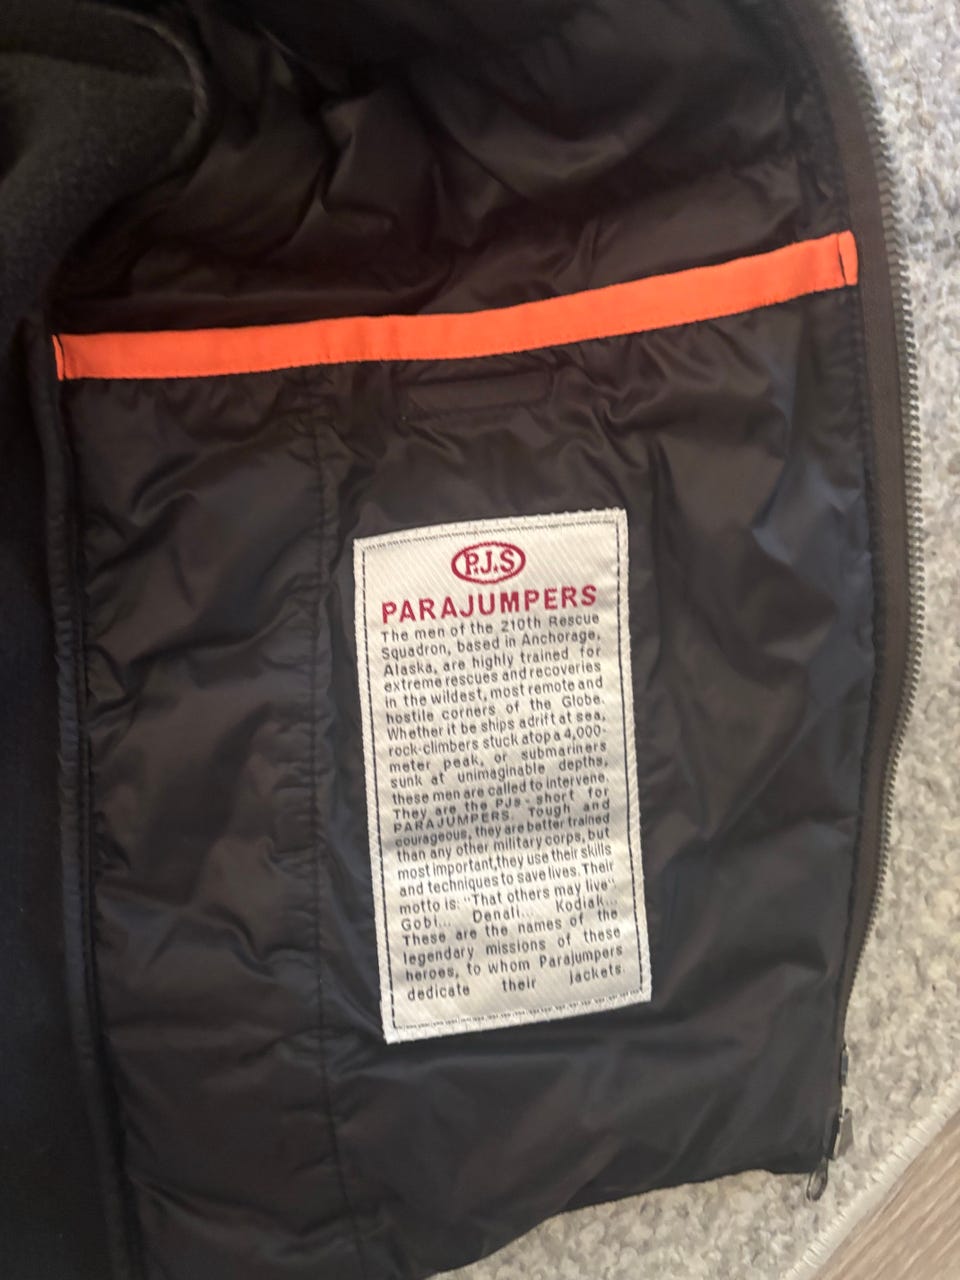 P.J.S
PARAJUMPERS
The men of the 210th Rescue
Squadron, based in Anchorage,
Alaska, are highly trained for
extreme rescues and recoveries
in the wildest, most remote and
hostile corners of the Globe.
Whether it be ships adrift at sea,
rock-climbers stuck atop a 4,000-
meter peak, or submariners
sunk at unimaginable depths,
these men are called to intervene.
They are the PJs - short for
PARAJUMPERS. Tough and
courageous, they are better trained
than any other military corps, but
most important,they use their skills
and techniques to save lives. Their
motto is: "That others may live".
Gobi... Denali... Kodiak...
These are the names of the
legendary missions of these
heroes, to whom Parajumpers
dedicate their jackets.